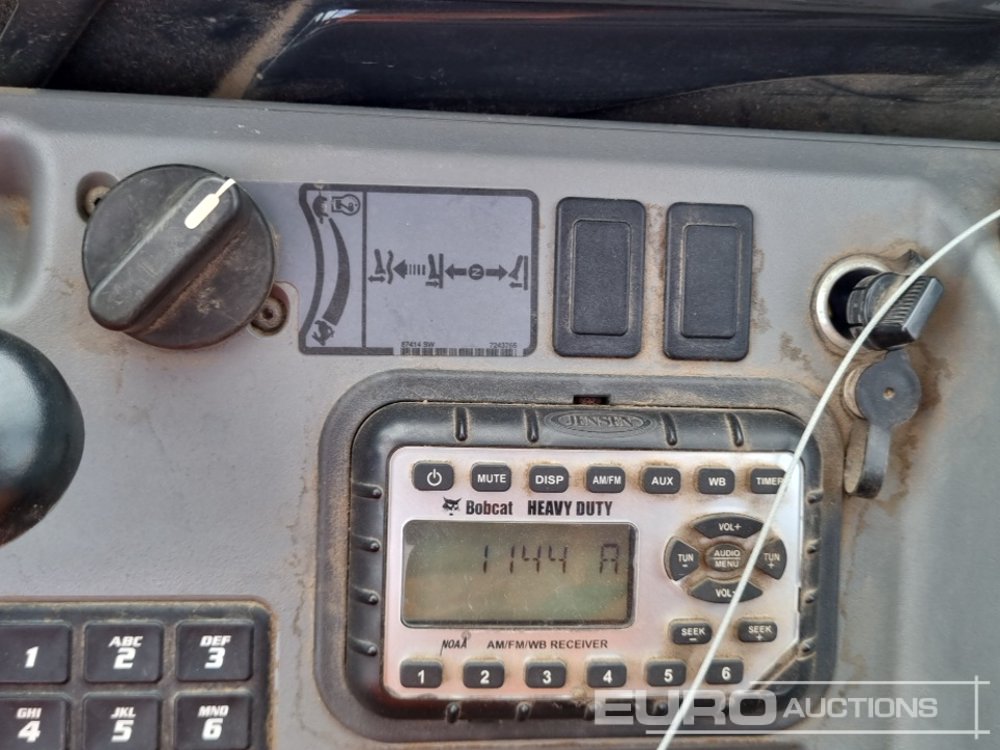 N
87414 SW 7243266
JENSEN
MUTE DISP AM/FM AUX WB TIMER
Bobcat HEAVY DUTY
VOL+
TUN - AUDIO MENU TUN +
VOL-
1144 A
SEEK - SEEK +
NOAA AM/FM/WB RECEIVER
1 2 3 4 5 6
1 ABC 2 DEF 3
GHI 4 JKL 5 MNO 6
EURO AUCTIONS